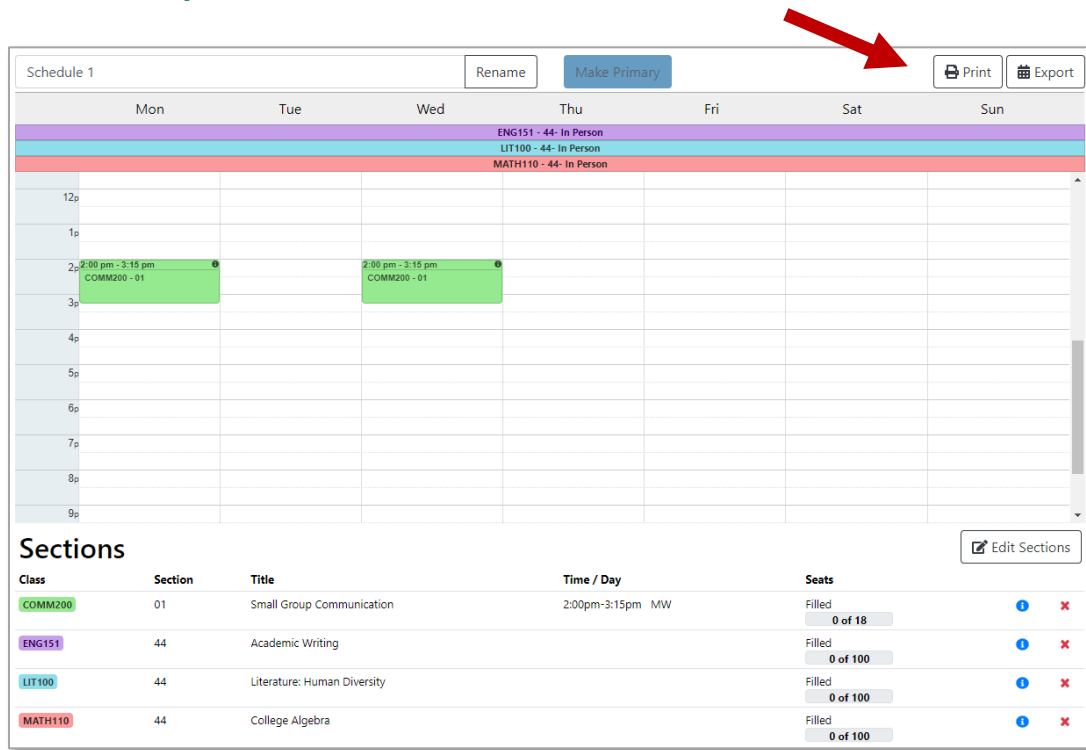 Schedule 1 Rename Make Primary Print Export
Mon Tue Wed Thu Fri Sat Sun
ENG151 - 44- In Person
LIT100 - 44- In Person
MATH110 - 44- In Person
12p
1p
2p 2:00 pm - 3:15 pm 2:00 pm - 3:15 pm
COMM200 - 01 COMM200 - 01
3p
4p
5p
6p
7p
8p
9p
Sections Edit Sections
Class Section Title Time / Day Seats
COMM200 01 Small Group Communication 2:00pm-3:15pm MW Filled
0 of 18
ENG151 44 Academic Writing Filled
0 of 100
LIT100 44 Literature: Human Diversity Filled
0 of 100
MATH110 44 College Algebra Filled
0 of 100